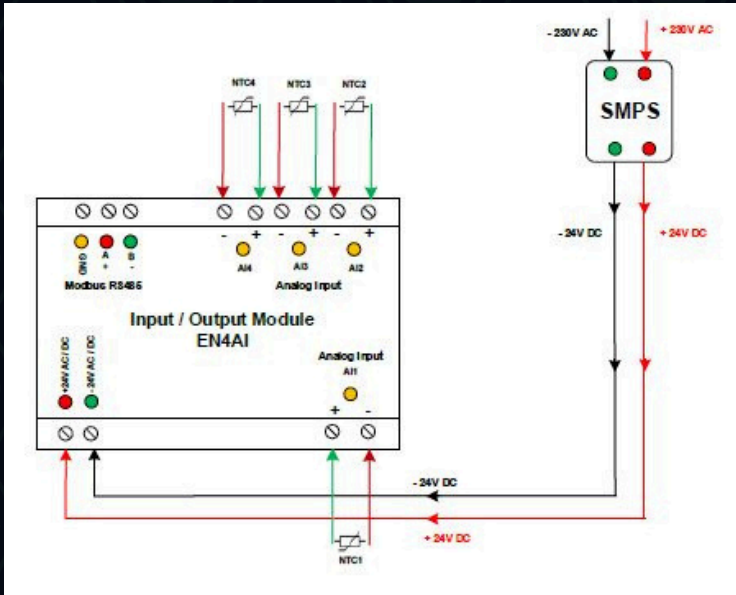 - 230V AC
+ 230V AC
SMPS
NTC4
NTC3
NTC2
- 24V DC
+ 24V DC
- + - + - +
GND
A
+
B
-
AI4
AI3
AI2
Modbus RS485
Analog Input
Input / Output Module
EN4AI
+24V AC / DC
- 24V AC / DC
Analog Input
AI1
+ -
- 24V DC
+ 24V DC
NTC1